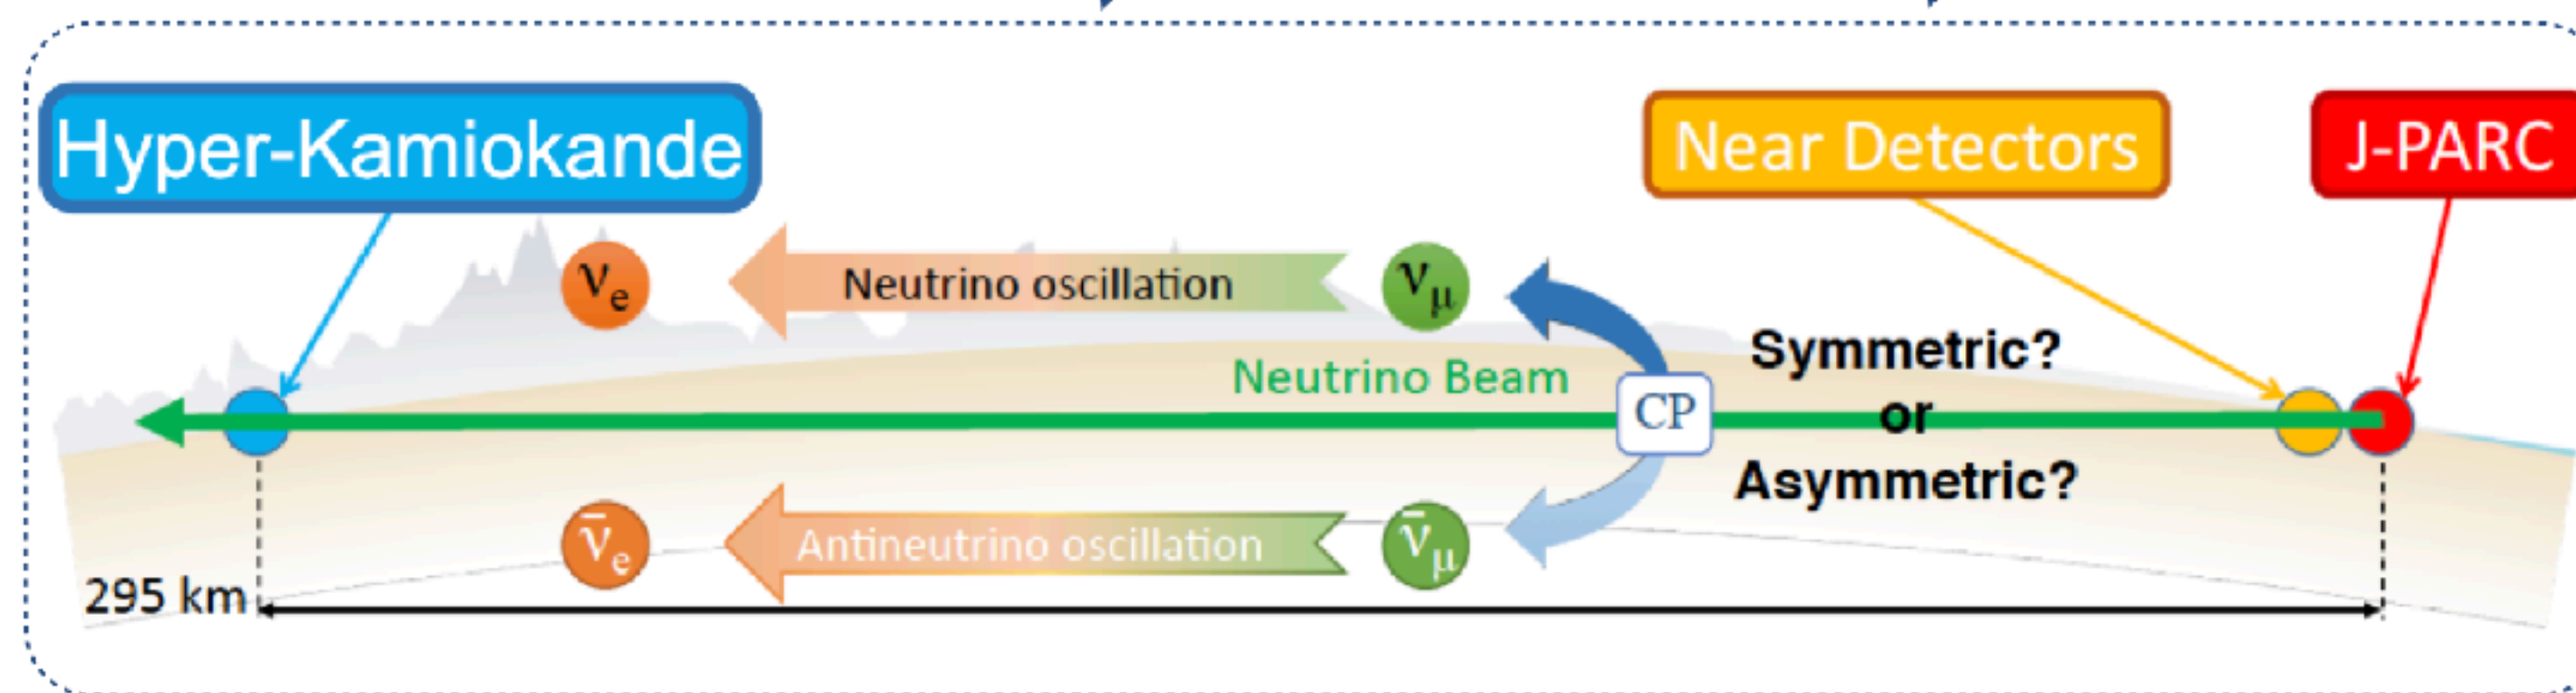 Hyper-Kamiokande
Near Detectors
J-PARC
νe
Neutrino oscillation
νμ
Symmetric?
Neutrino Beam
CP
or
Asymmetric?
ν̄e
Antineutrino oscillation
ν̄μ
295 km